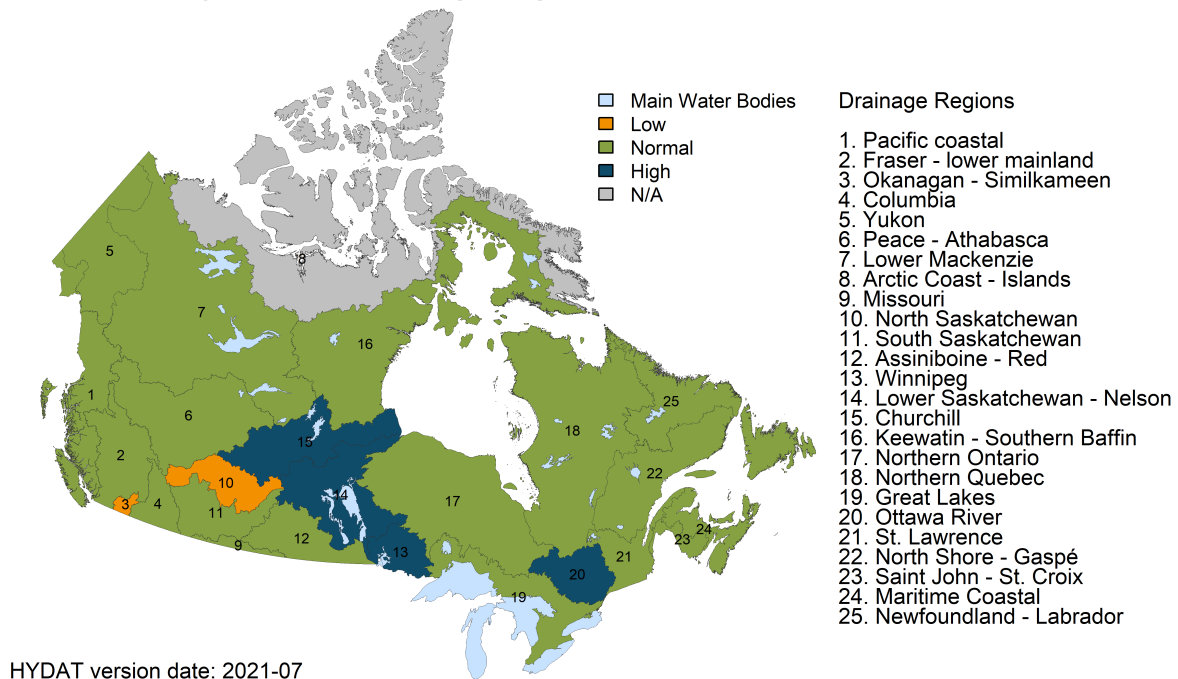 Main Water Bodies
Low
Normal
High
N/A
Drainage Regions
1. Pacific coastal
2. Fraser - lower mainland
3. Okanagan - Similkameen
4. Columbia
5. Yukon
6. Peace - Athabasca
7. Lower Mackenzie
8. Arctic Coast - Islands
9. Missouri
10. North Saskatchewan
11. South Saskatchewan
12. Assiniboine - Red
13. Winnipeg
14. Lower Saskatchewan - Nelson
15. Churchill
16. Keewatin - Southern Baffin
17. Northern Ontario
18. Northern Quebec
19. Great Lakes
20. Ottawa River
21. St. Lawrence
22. North Shore - Gaspé
23. Saint John - St. Croix
24. Maritime Coastal
25. Newfoundland - Labrador
8
5
7
16
1
6
25
15
18
2
22
10
14
17
3
4
11
24
12
23
9
13
21
20
19
HYDAT version date: 2021-07